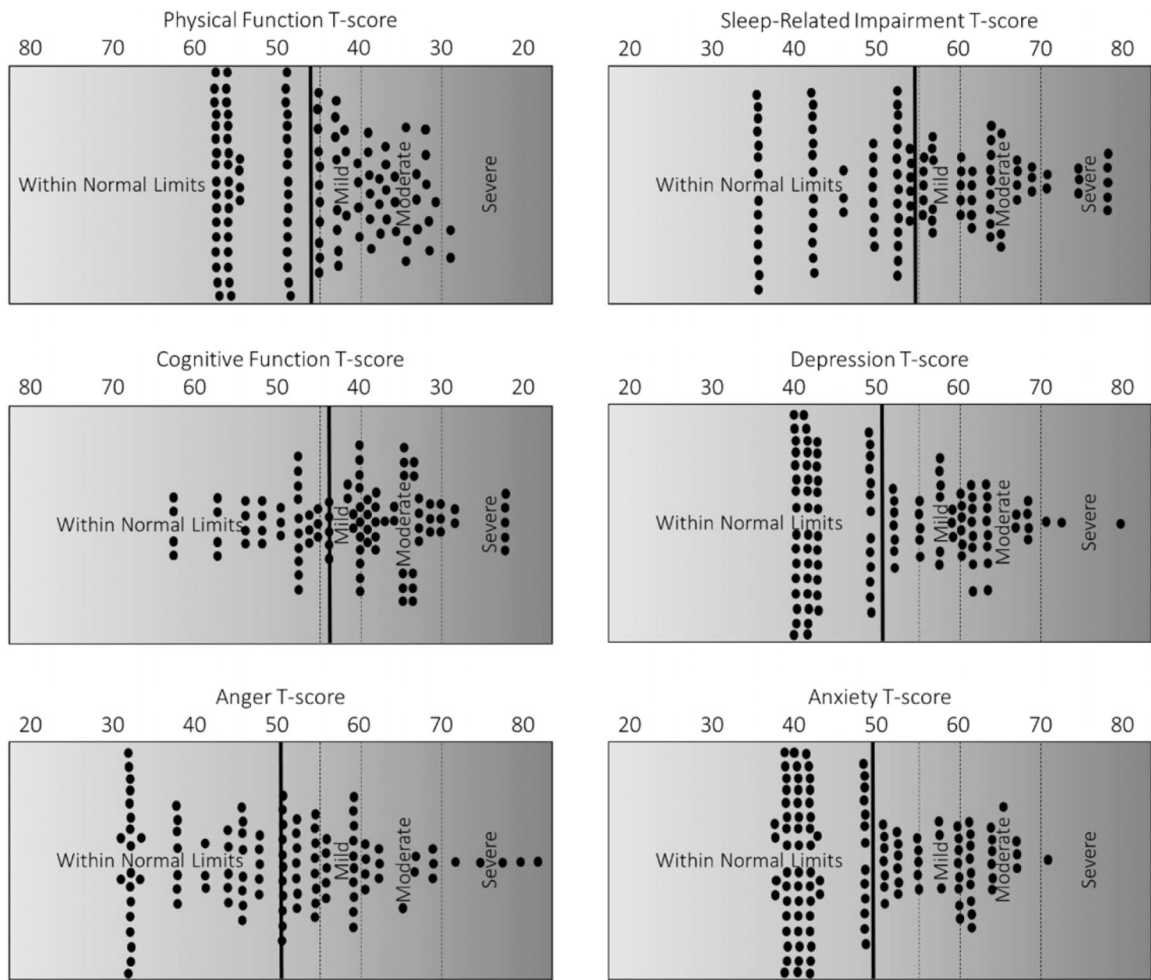 Physical Function T-score
80 70 60 50 40 30 20
Within Normal Limits
Mild
Moderate
Severe
Sleep-Related Impairment T-score
20 30 40 50 60 70 80
Within Normal Limits
Mild
Moderate
Severe
Cognitive Function T-score
80 70 60 50 40 30 20
Within Normal Limits
Mild
Moderate
Severe
Depression T-score
20 30 40 50 60 70 80
Within Normal Limits
Mild
Moderate
Severe
Anger T-score
20 30 40 50 60 70 80
Within Normal Limits
Mild
Moderate
Severe
Anxiety T-score
20 30 40 50 60 70 80
Within Normal Limits
Mild
Moderate
Severe